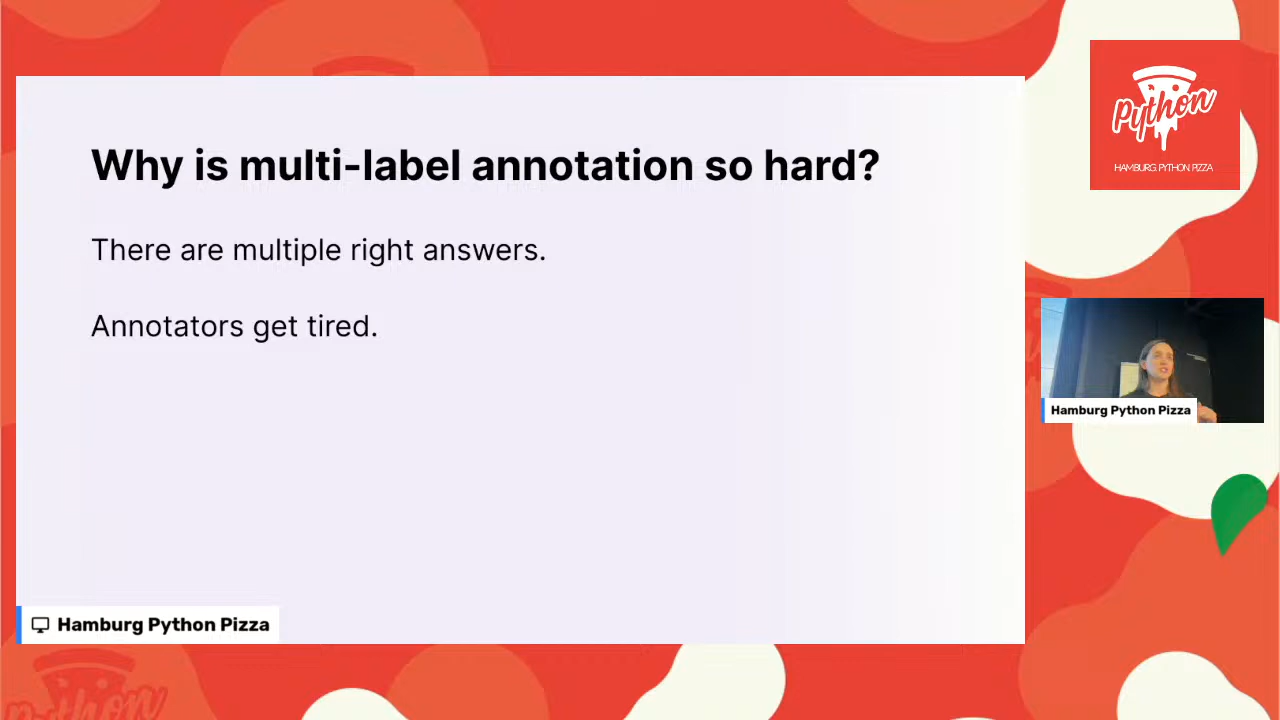 Why is multi-label annotation so hard?
There are multiple right answers.
Annotators get tired.
Hamburg Python Pizza
Python
HAMBURG PYTHON PIZZA
Hamburg Python Pizza
Python